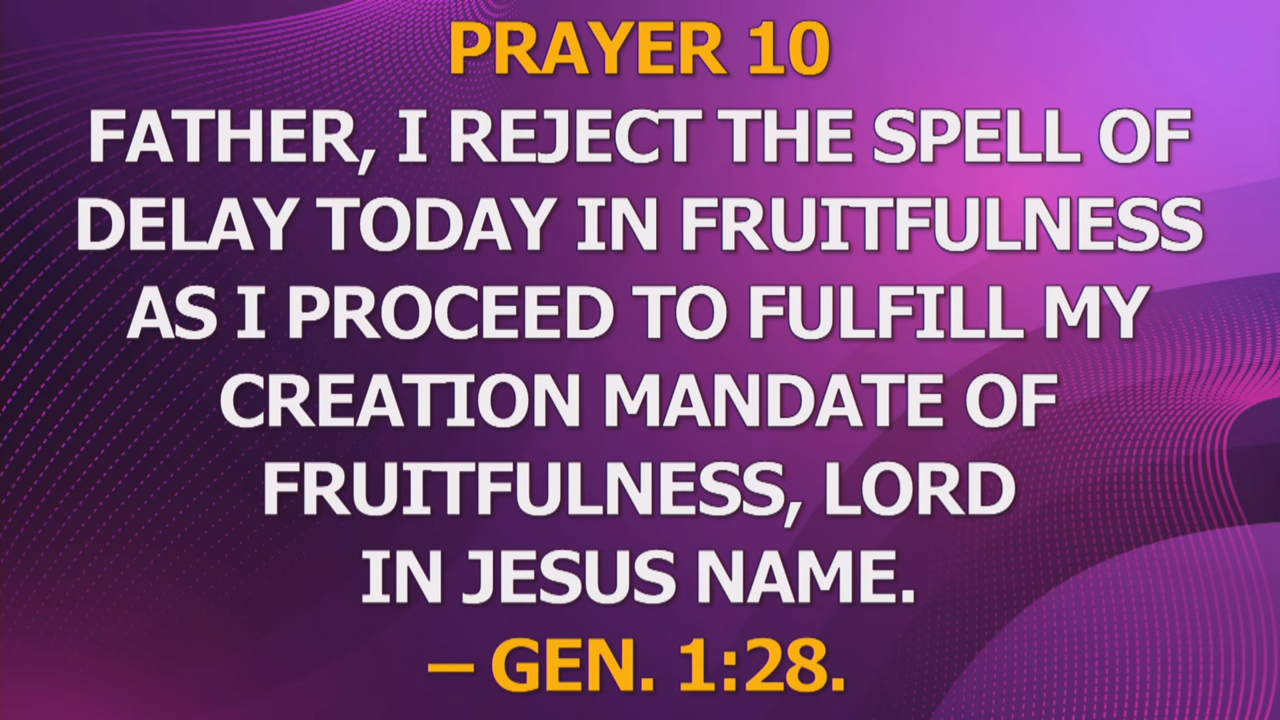 PRAYER 10
FATHER, I REJECT THE SPELL OF
DELAY TODAY IN FRUITFULNESS
AS I PROCEED TO FULFILL MY
CREATION MANDATE OF
FRUITFULNESS, LORD
IN JESUS NAME.
– GEN. 1:28.